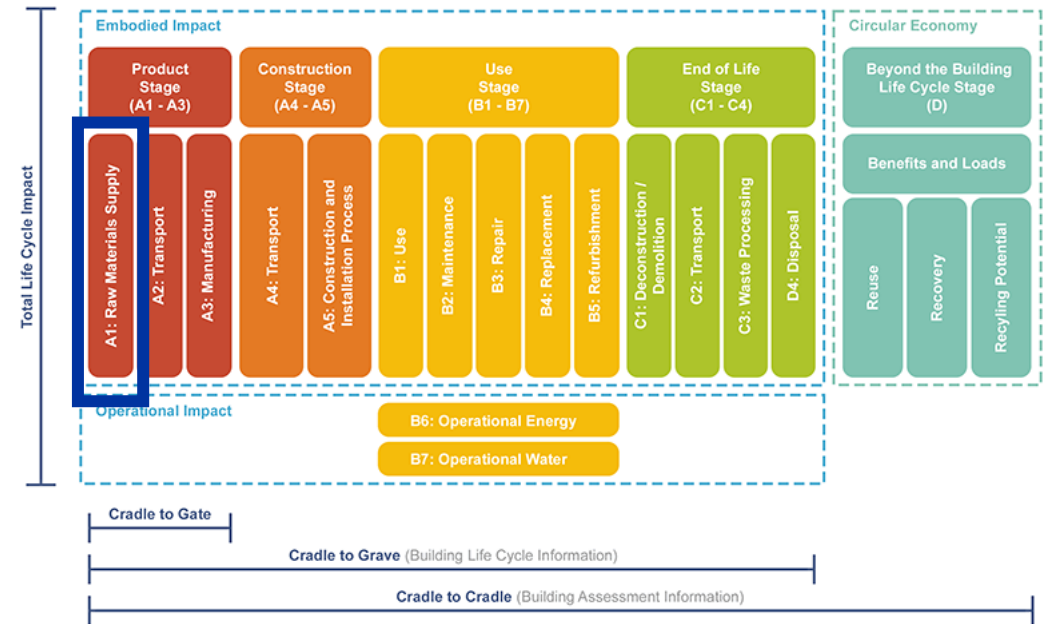 Embodied Impact
Circular Economy
Product
Stage
(A1 - A3)
Construction
Stage
(A4 - A5)
Use
Stage
(B1 - B7)
End of Life
Stage
(C1 - C4)
Beyond the Building
Life Cycle Stage
(D)
Total Life Cycle Impact
A1: Raw Materials Supply
A2: Transport
A3: Manufacturing
A4: Transport
A5: Construction and
Installation Process
B1: Use
B2: Maintenance
B3: Repair
B4: Replacement
B5: Refurbishment
C1: Deconstruction /
Demolition
C2: Transport
C3: Waste Processing
D4: Disposal
Benefits and Loads
Reuse
Recovery
Recyling Potential
Operational Impact
B6: Operational Energy
B7: Operational Water
Cradle to Gate
Cradle to Grave (Building Life Cycle Information)
Cradle to Cradle (Building Assessment Information)